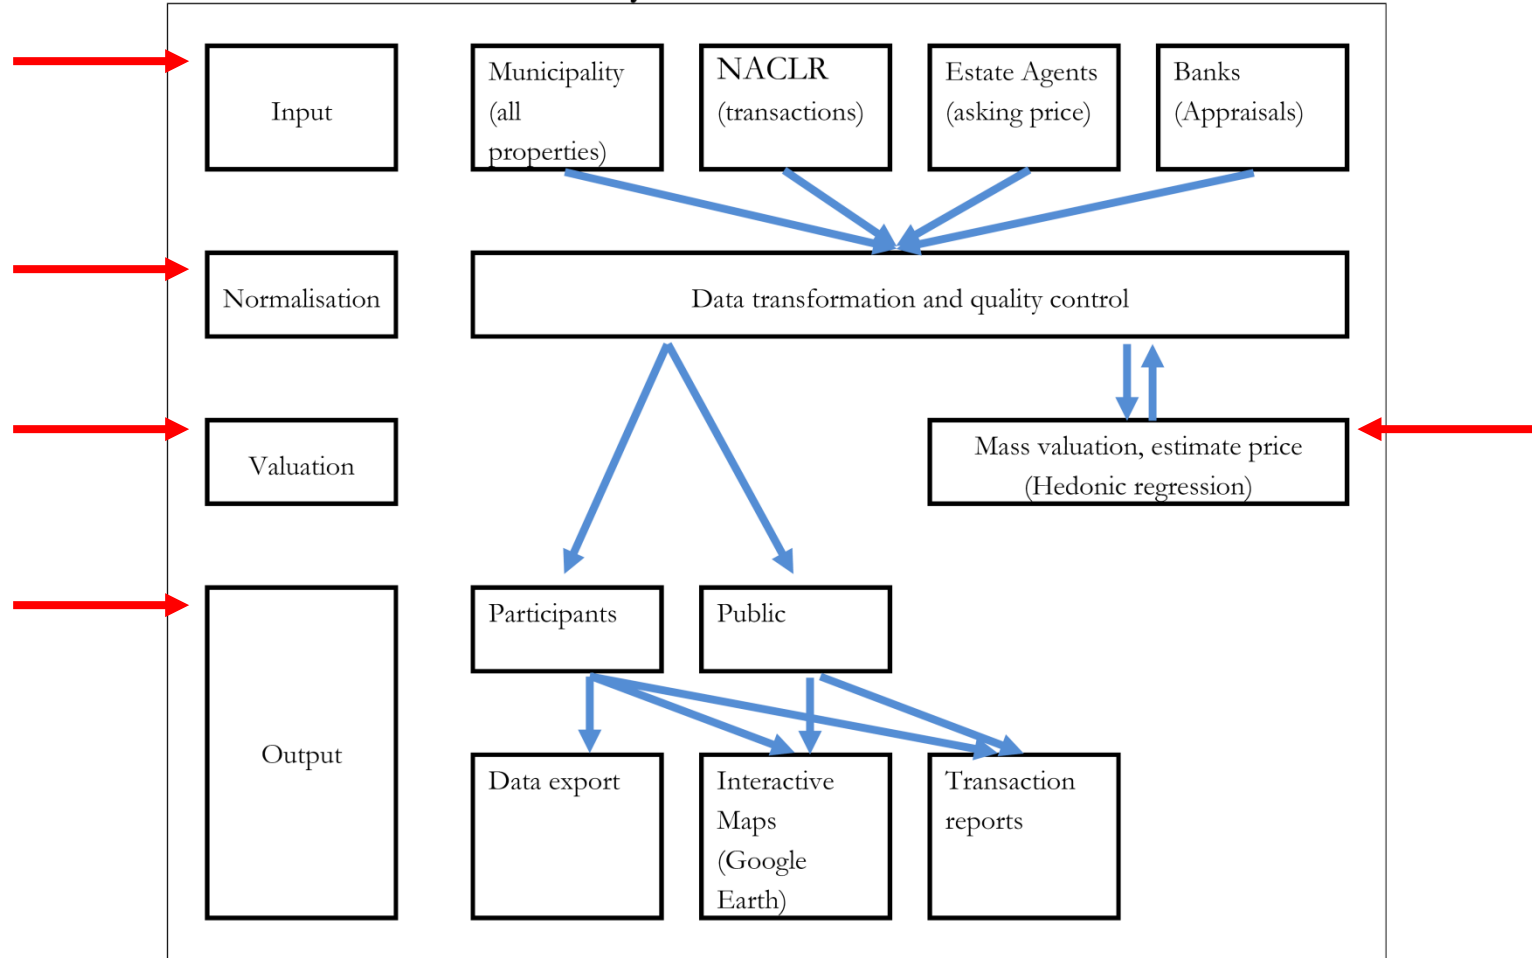 Input
Municipality
(all
properties)
NACLR
(transactions)
Estate Agents
(asking price)
Banks
(Appraisals)
Normalisation
Data transformation and quality control
Valuation
Mass valuation, estimate price
(Hedonic regression)
Output
Participants
Public
Data export
Interactive
Maps
(Google
Earth)
Transaction
reports